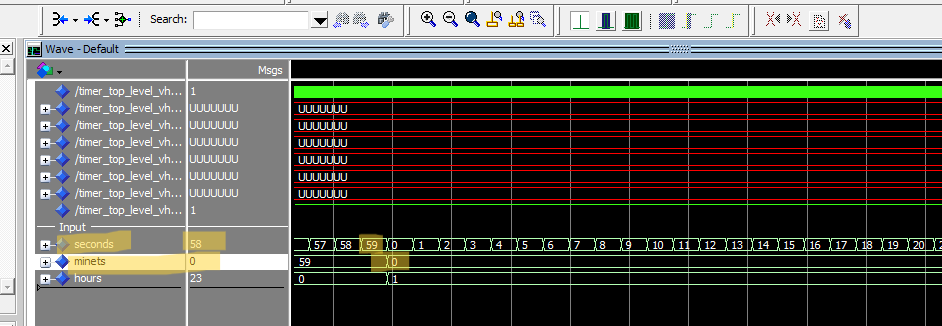 Search:
Wave - Default
Msgs
/timer_top_level_vh... 1
/timer_top_level_vh... UUUUUUU UUUUUUU
/timer_top_level_vh... UUUUUUU UUUUUUU
/timer_top_level_vh... UUUUUUU UUUUUUU
/timer_top_level_vh... UUUUUUU UUUUUUU
/timer_top_level_vh... UUUUUUU UUUUUUU
/timer_top_level_vh... UUUUUUU UUUUUUU
/timer_top_level_vh... 1
Input
seconds 58 57 58 59 0 1 2 3 4 5 6 7 8 9 10 11 12 13 14 15 16 17 18 19 20
minets 0 59 0
hours 23 0 1